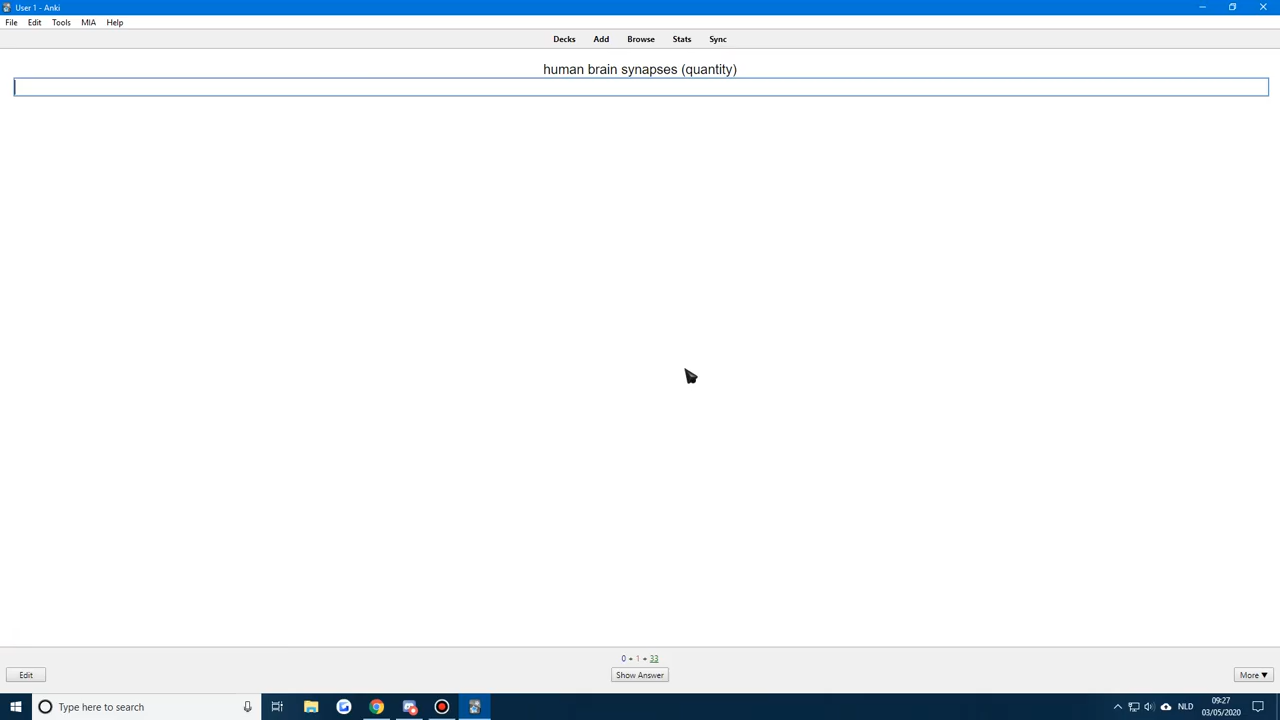 User 1 - Anki
File Edit Tools MIA Help
Decks Add Browse Stats Sync
human brain synapses (quantity)
0 + 1 + 33
Edit Show Answer More ▼
Type here to search NLD 09:27
03/05/2020